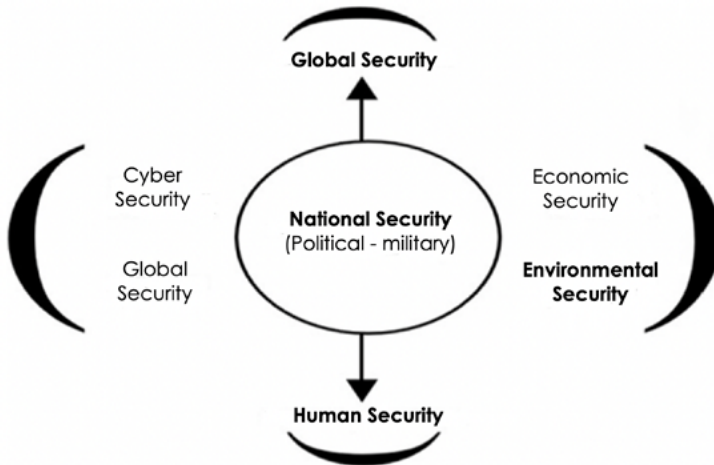 Global Security
Cyber
Security
Economic
Security
National Security
(Political - military)
Global
Security
Environmental
Security
Human Security